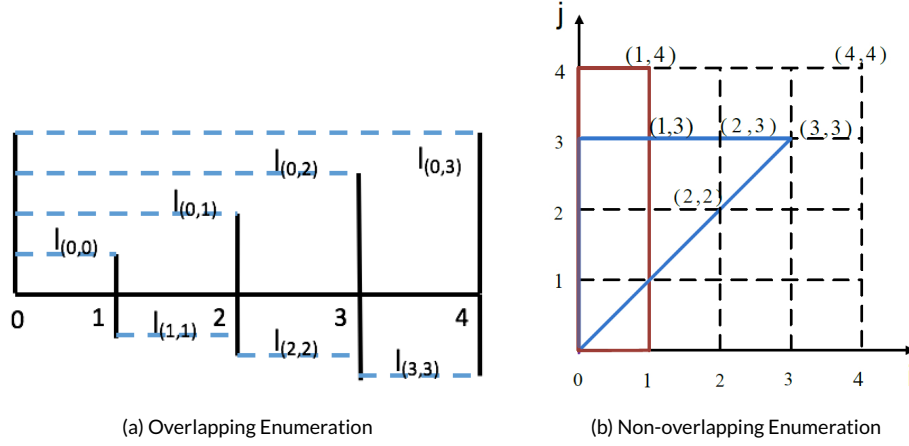 l(0,2)
l(0,3)
l(0,1)
l(0,0)
0 1 2 3 4
l(1,1)
l(2,2)
l(3,3)
(a) Overlapping Enumeration
j
(1,4) (4,4)
4
(1,3) (2,3) (3,3)
3
(2,2)
2
1
0 1 2 3 4
(b) Non-overlapping Enumeration